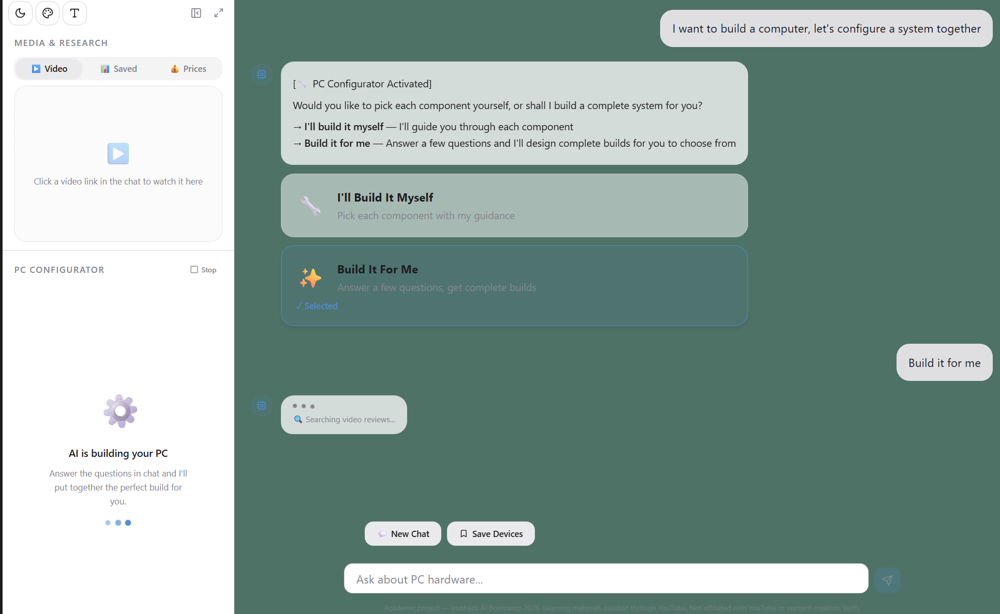 MEDIA & RESEARCH
Video
Saved
Prices
Click a video link in the chat to watch it here
PC CONFIGURATOR
Stop
AI is building your PC
Answer the questions in chat and I'll
put together the perfect build for
you.
I want to build a computer, let's configure a system together
[🔧 PC Configurator Activated]
Would you like to pick each component yourself, or shall I build a complete system for you?
→ I'll build it myself — I'll guide you through each component
→ Build it for me — Answer a few questions and I'll design complete builds for you to choose from
I'll Build It Myself
Pick each component with my guidance
Build It For Me
Answer a few questions, get complete builds
✓ Selected
Build it for me
Searching video reviews...
New Chat
Save Devices
Ask about PC hardware...
Academic project — Ironhack AI Bootcamp 2026. Learning materials assisted through YouTube. Not affiliated with YouTube or content creators. Verify